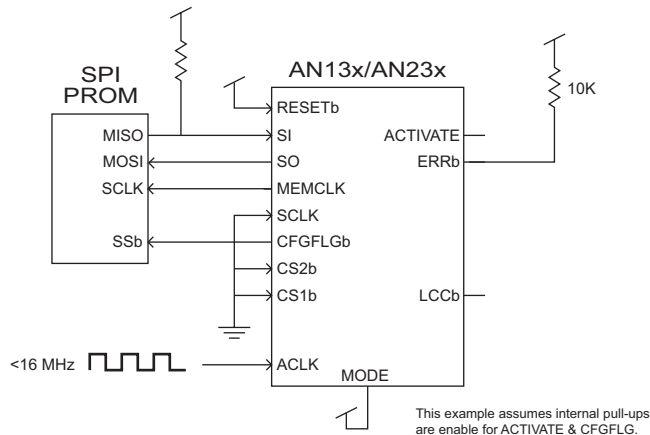 SPI
PROM
AN13x/AN23x
10K
RESETb
MISO
SI
ACTIVATE
MOSI
SO
ERRb
SCLK
MEMCLK
SCLK
SSb
CFGFLGb
CS2b
CS1b
LCCb
<16 MHz
ACLK
MODE
This example assumes internal pull-ups
are enable for ACTIVATE & CFGFLG.